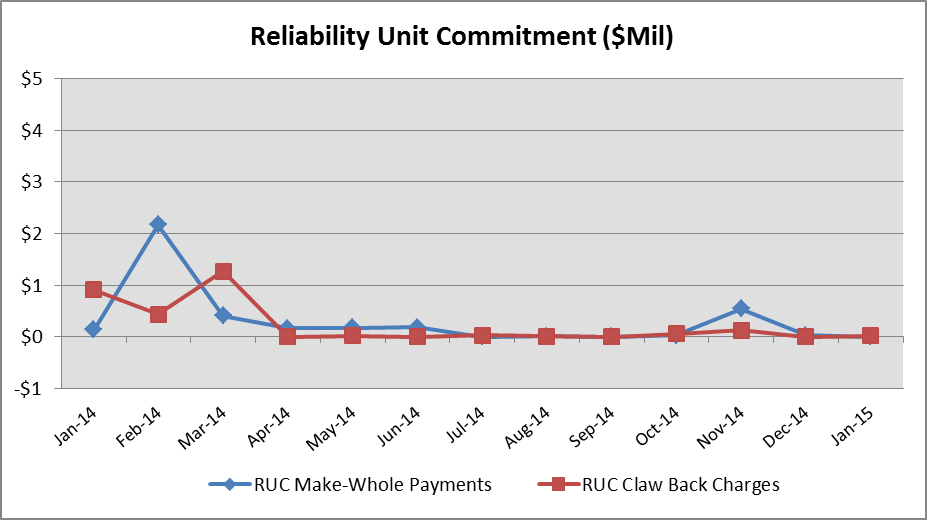 Reliability Unit Commitment ($Mil)
$5
$4
$3
$2
$1
$0
-$1
Jan-14
Feb-14
Mar-14
Apr-14
May-14
Jun-14
Jul-14
Aug-14
Sep-14
Oct-14
Nov-14
Dec-14
Jan-15
RUC Make-Whole Payments
RUC Claw Back Charges